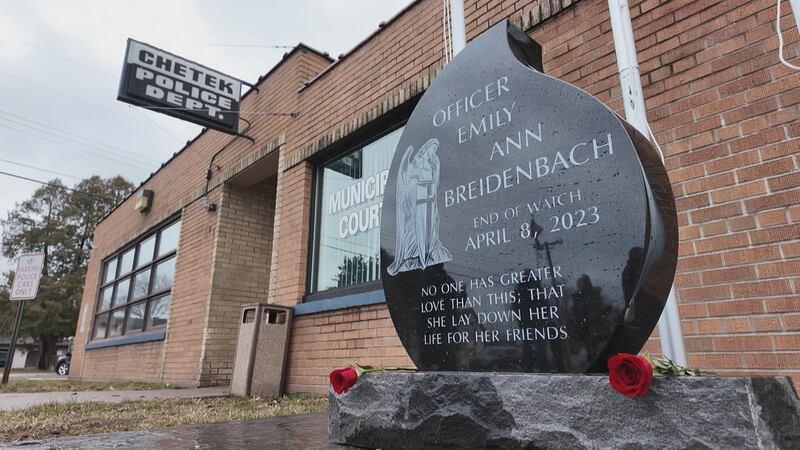 CHETEK
POLICE
DEPT.
MUNICIPAL
COURT
OFFICER
EMILY
ANN
BREIDENBACH
END OF WATCH
APRIL 8, 2023
NO ONE HAS GREATER
LOVE THAN THIS; THAT
SHE LAY DOWN HER
LIFE FOR HER FRIENDS
NO
PARKING
POLICE
CARS
ONLY